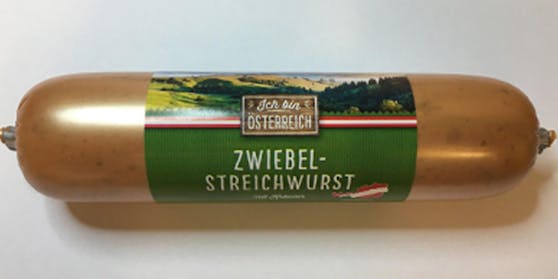 Ich bin
ÖSTERREICH
ZWIEBEL-
STREICHWURST